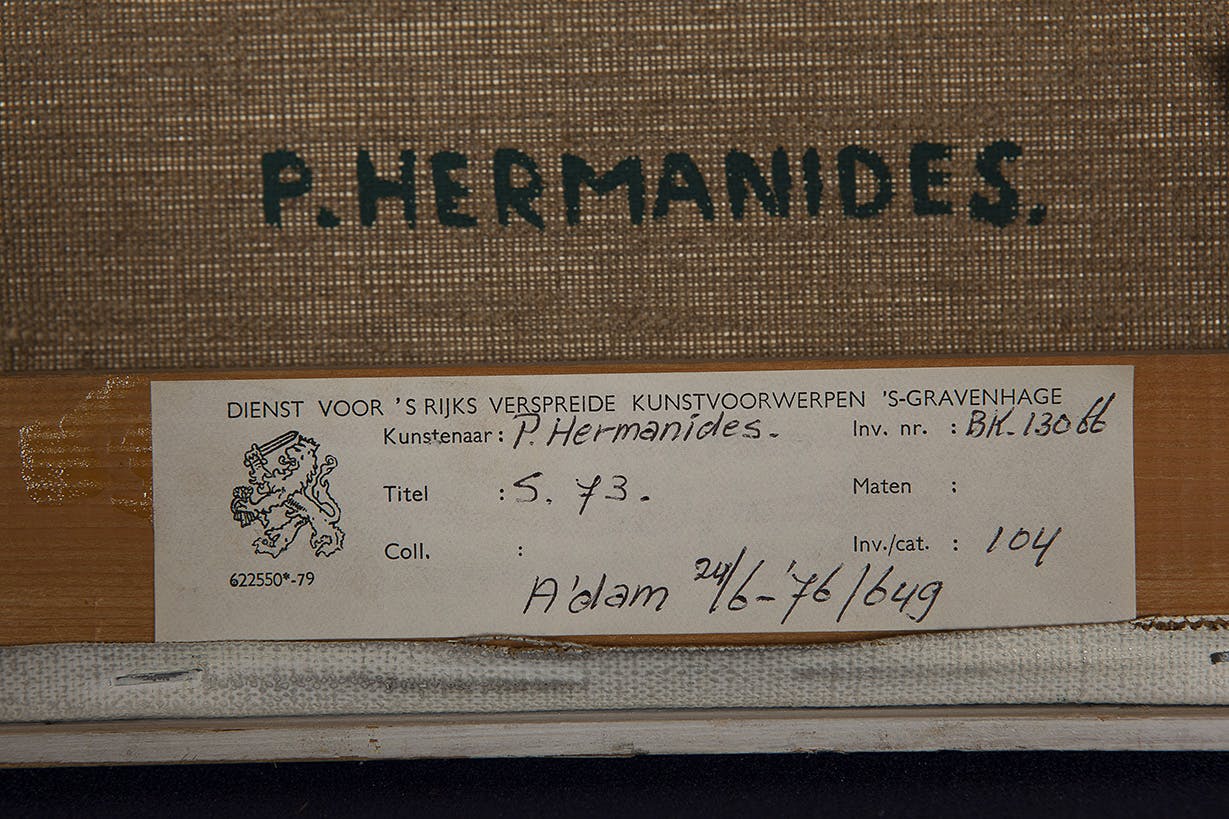 P. HERMANIDES.
DIENST VOOR 'S RIJKS VERSPREIDE KUNSTVOORWERPEN 'S-GRAVENHAGE
Kunstenaar : P. Hermanides. Inv. nr. : BK. 13066
Titel : S. 73. Maten :
Coll. : Inv./cat. : 104
622550*-79
A'dam 24/6-'76/649